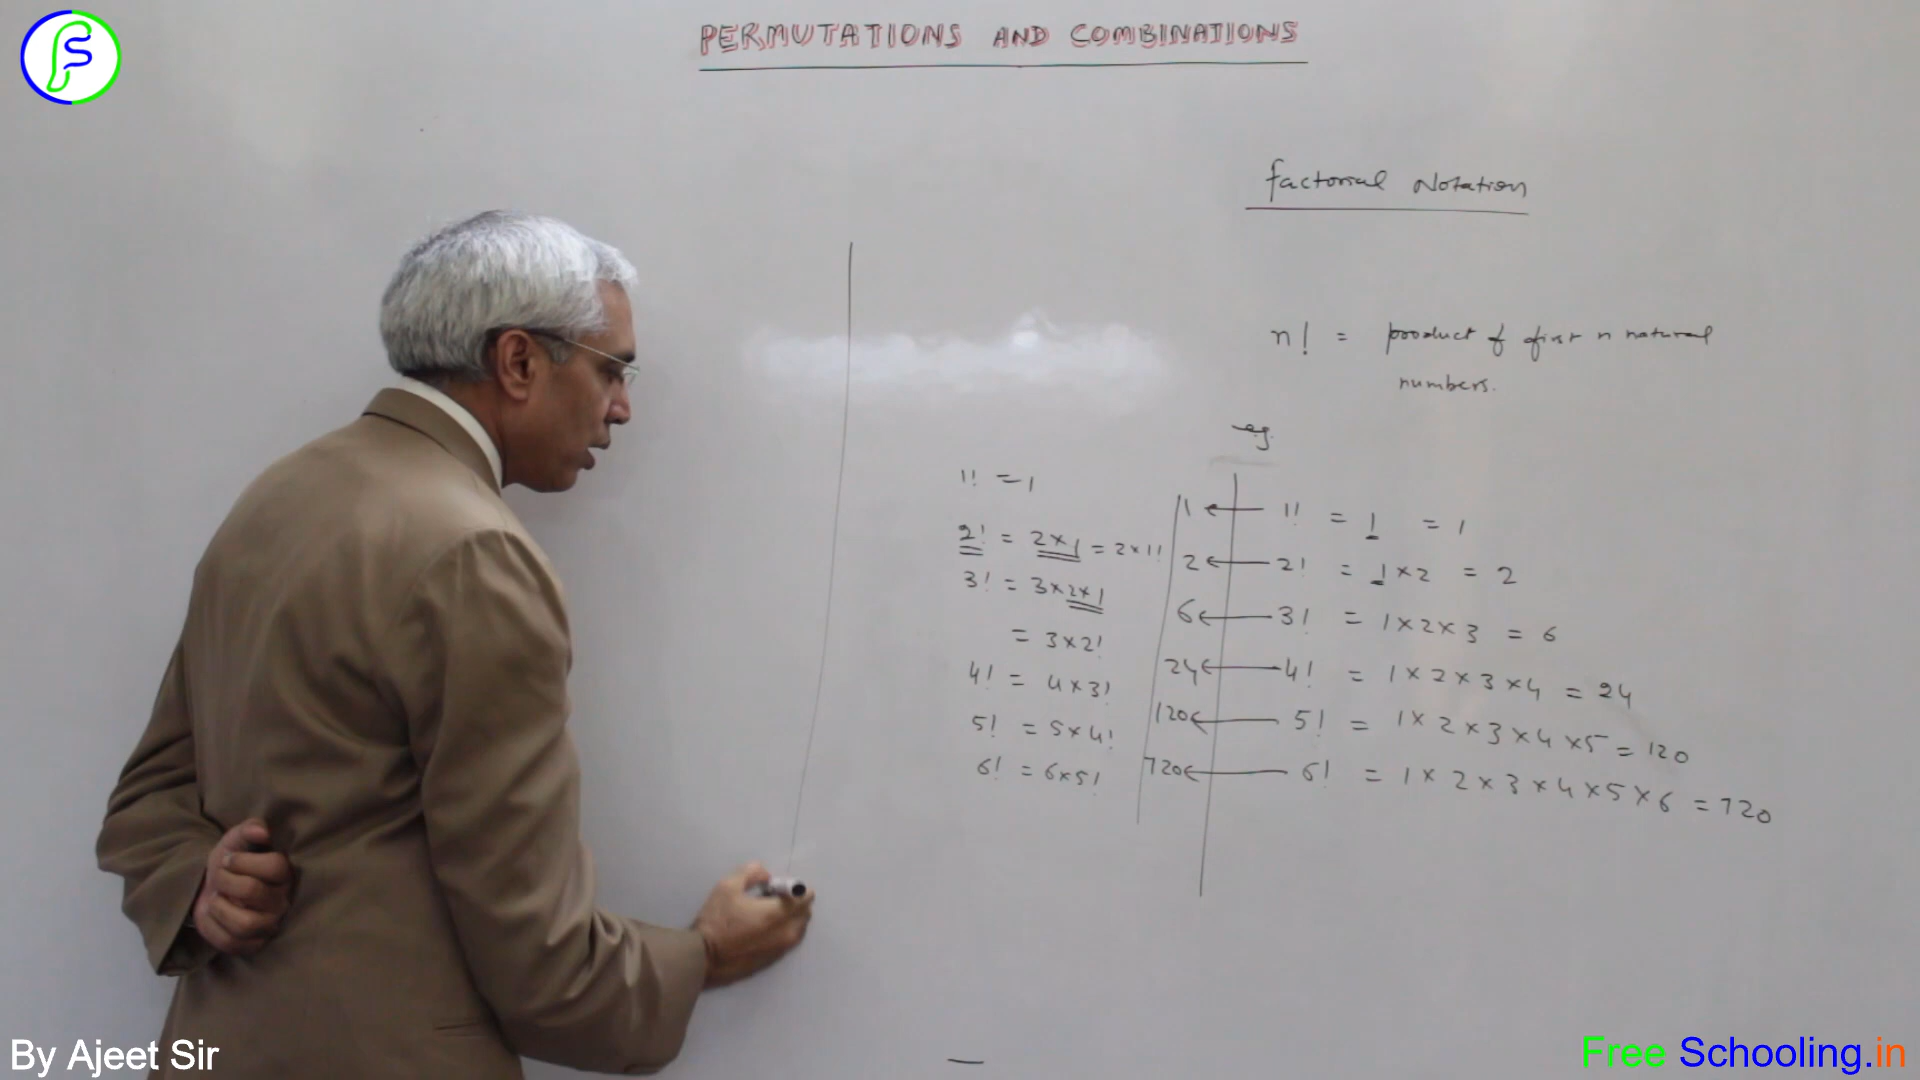 PERMUTATIONS AND COMBINATIONS
factorial Notation
n! = product of first n natural
numbers.
eg.
1! = 1
2! = 2×1 = 2×1!
3! = 3×2×1
= 3×2!
4! = 4×3!
5! = 5×4!
6! = 6×5!
1 ← 1! = 1 = 1
2 ← 2! = 1×2 = 2
6 ← 3! = 1×2×3 = 6
24 ← 4! = 1×2×3×4 = 24
120 ← 5! = 1×2×3×4×5 = 120
720 ← 6! = 1×2×3×4×5×6 = 720
By Ajeet Sir
Free Schooling.in